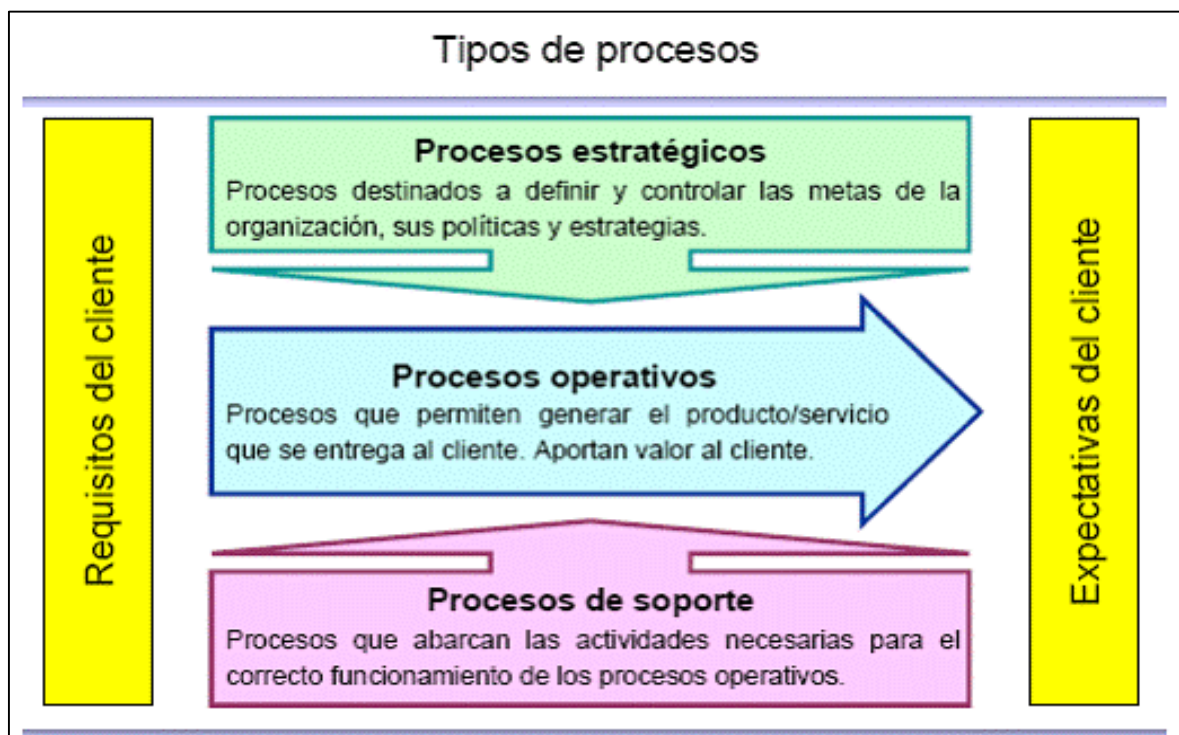 Tipos de procesos
Requisitos del cliente
Procesos estratégicos
Procesos destinados a definir y controlar las metas de la
organización, sus políticas y estrategias.
Procesos operativos
Procesos que permiten generar el producto/servicio
que se entrega al cliente. Aportan valor al cliente.
Procesos de soporte
Procesos que abarcan las actividades necesarias para el
correcto funcionamiento de los procesos operativos.
Expectativas del cliente